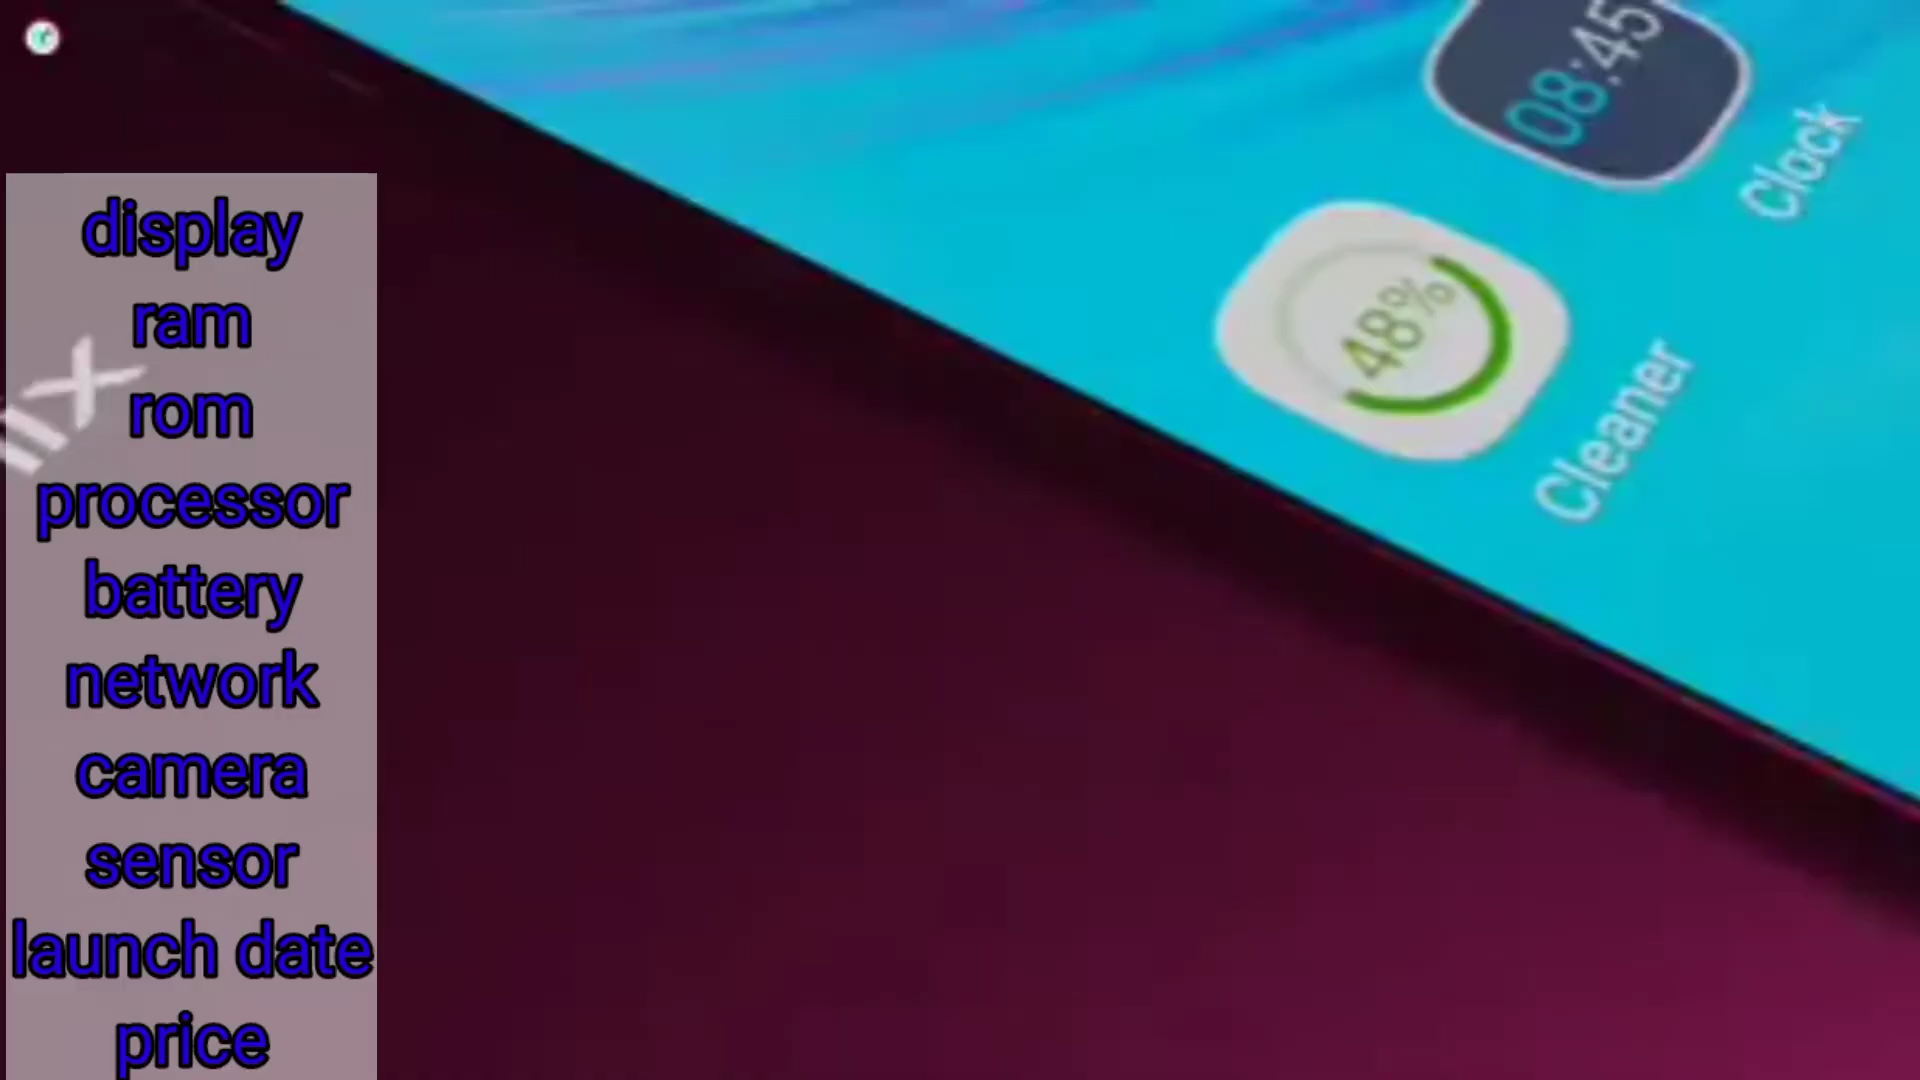 08:45
Clock
48%
Cleaner
display
ram
rom
processor
battery
network
camera
sensor
launch date
price